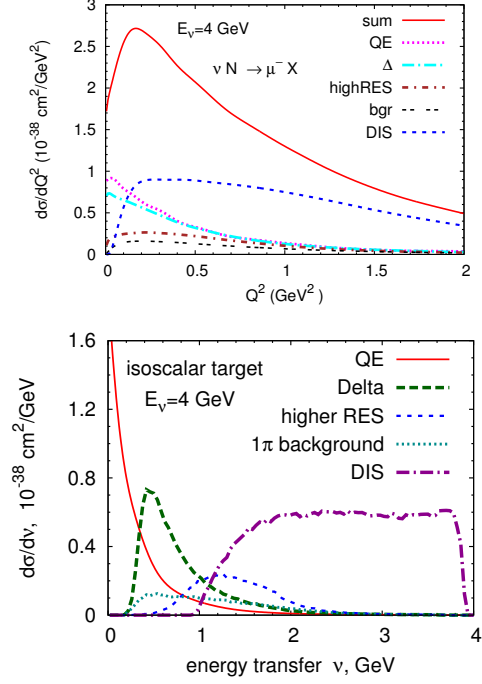 3
2.5
2
1.5
1
0.5
0
0
0.5
1
1.5
2
dσ/dQ² (10⁻³⁸ cm²/GeV²)
Q² (GeV²)
E_ν=4 GeV
ν N → μ⁻ X
sum
QE
Δ
highRES
bgr
DIS
1.6
1.2
0.8
0.4
0
0
1
2
3
4
dσ/dν, 10⁻³⁸ cm²/GeV
energy transfer ν, GeV
isoscalar target
E_ν=4 GeV
QE
Delta
higher RES
1π background
DIS